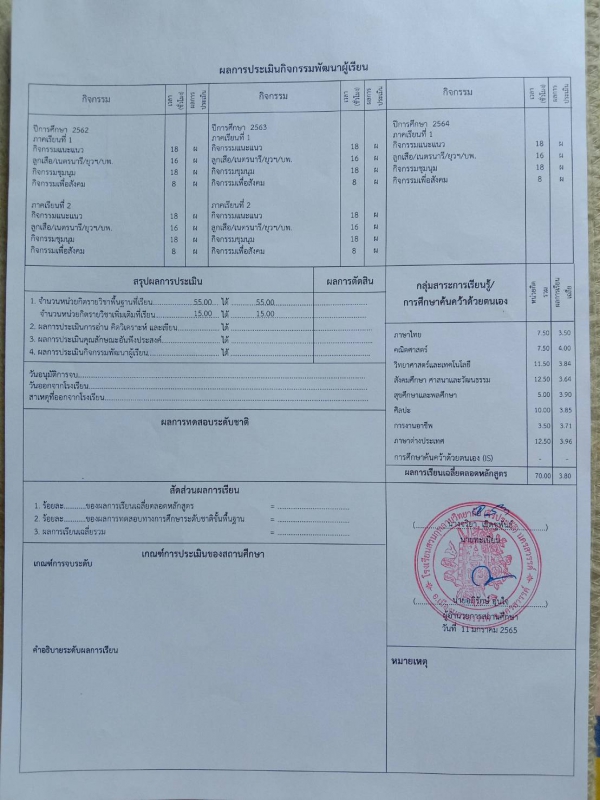 ผลการประเมินกิจกรรมพัฒนาผู้เรียน
กิจกรรม เวลา (ชั่วโมง) ผลการประเมิน กิจกรรม เวลา (ชั่วโมง) ผลการประเมิน กิจกรรม เวลา (ชั่วโมง) ผลการประเมิน
ปีการศึกษา 2562
ภาคเรียนที่ 1
กิจกรรมแนะแนว 18 ผ
ลูกเสือ/เนตรนารี/ยุวฯ/บพ. 16 ผ
กิจกรรมชุมนุม 18 ผ
กิจกรรมเพื่อสังคม 8 ผ
ภาคเรียนที่ 2
กิจกรรมแนะแนว 18 ผ
ลูกเสือ/เนตรนารี/ยุวฯ/บพ. 16 ผ
กิจกรรมชุมนุม 18 ผ
กิจกรรมเพื่อสังคม 8 ผ
ปีการศึกษา 2563
ภาคเรียนที่ 1
กิจกรรมแนะแนว 18 ผ
ลูกเสือ/เนตรนารี/ยุวฯ/บพ. 16 ผ
กิจกรรมชุมนุม 18 ผ
กิจกรรมเพื่อสังคม 8 ผ
ภาคเรียนที่ 2
กิจกรรมแนะแนว 18 ผ
ลูกเสือ/เนตรนารี/ยุวฯ/บพ. 16 ผ
กิจกรรมชุมนุม 18 ผ
กิจกรรมเพื่อสังคม 8 ผ
ปีการศึกษา 2564
ภาคเรียนที่ 1
กิจกรรมแนะแนว 18 ผ
ลูกเสือ/เนตรนารี/ยุวฯ/บพ. 16 ผ
กิจกรรมชุมนุม 18 ผ
กิจกรรมเพื่อสังคม 8 ผ
สรุปผลการประเมิน ผลการตัดสิน
1. จำนวนหน่วยกิตรายวิชาพื้นฐานที่เรียน..........55.00... ได้ ..........55.00..........
จำนวนหน่วยกิตรายวิชาเพิ่มเติมที่เรียน..........15.00... ได้ ..........15.00..........
2. ผลการประเมินการอ่าน คิดวิเคราะห์ และเขียน.......... ได้ ..........
3. ผลการประเมินคุณลักษณะอันพึงประสงค์.......... ได้ ..........
4. ผลการประเมินกิจกรรมพัฒนาผู้เรียน.......... ได้ ..........
วันอนุมัติการจบ..........
วันออกจากโรงเรียน..........
สาเหตุที่ออกจากโรงเรียน..........
ผลการทดสอบระดับชาติ
สัดส่วนผลการเรียน
1. ร้อยละ..........ของผลการเรียนเฉลี่ยตลอดหลักสูตร = ..........
2. ร้อยละ..........ของผลการทดสอบทางการศึกษาระดับชาติขั้นพื้นฐาน = ..........
3. ผลการเรียนเฉลี่ยรวม = ..........
เกณฑ์การประเมินของสถานศึกษา
เกณฑ์การจบระดับ
คำอธิบายระดับผลการเรียน
กลุ่มสาระการเรียนรู้/
การศึกษาค้นคว้าด้วยตนเอง
หน่วยกิตรวม ผลการเรียนเฉลี่ย
ภาษาไทย 7.50 3.50
คณิตศาสตร์ 7.50 4.00
วิทยาศาสตร์และเทคโนโลยี 11.50 3.84
สังคมศึกษา ศาสนาและวัฒนธรรม 12.50 3.64
สุขศึกษาและพลศึกษา 5.00 3.90
ศิลปะ 10.00 3.85
การงานอาชีพ 3.50 3.71
ภาษาต่างประเทศ 12.50 3.96
การศึกษาค้นคว้าด้วยตนเอง (IS) - -
ผลการเรียนเฉลี่ยตลอดหลักสูตร 70.00 3.80
นายทะเบียน
ผู้อำนวยการสถานศึกษา
วันที่ 11 มกราคม 2565
หมายเหตุ